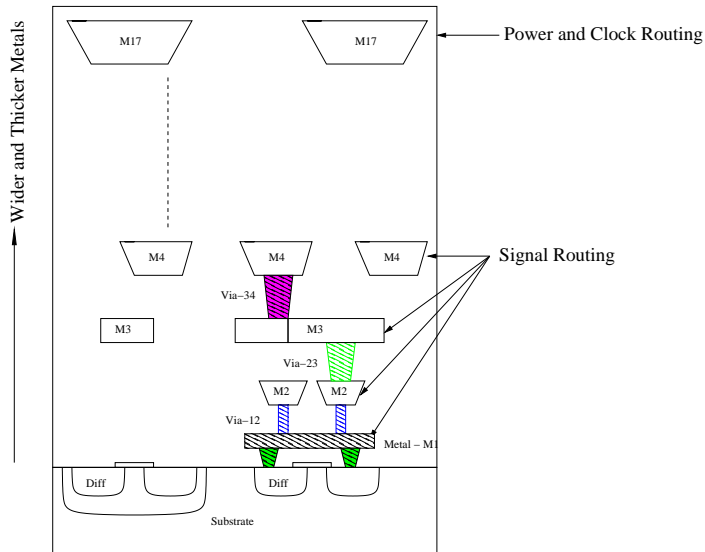 M17
M17
Power and Clock Routing
Wider and Thicker Metals
M4
M4
M4
Signal Routing
Via–34
M3
M3
Via–23
M2
M2
Via–12
Metal – M1
Diff
Diff
Substrate